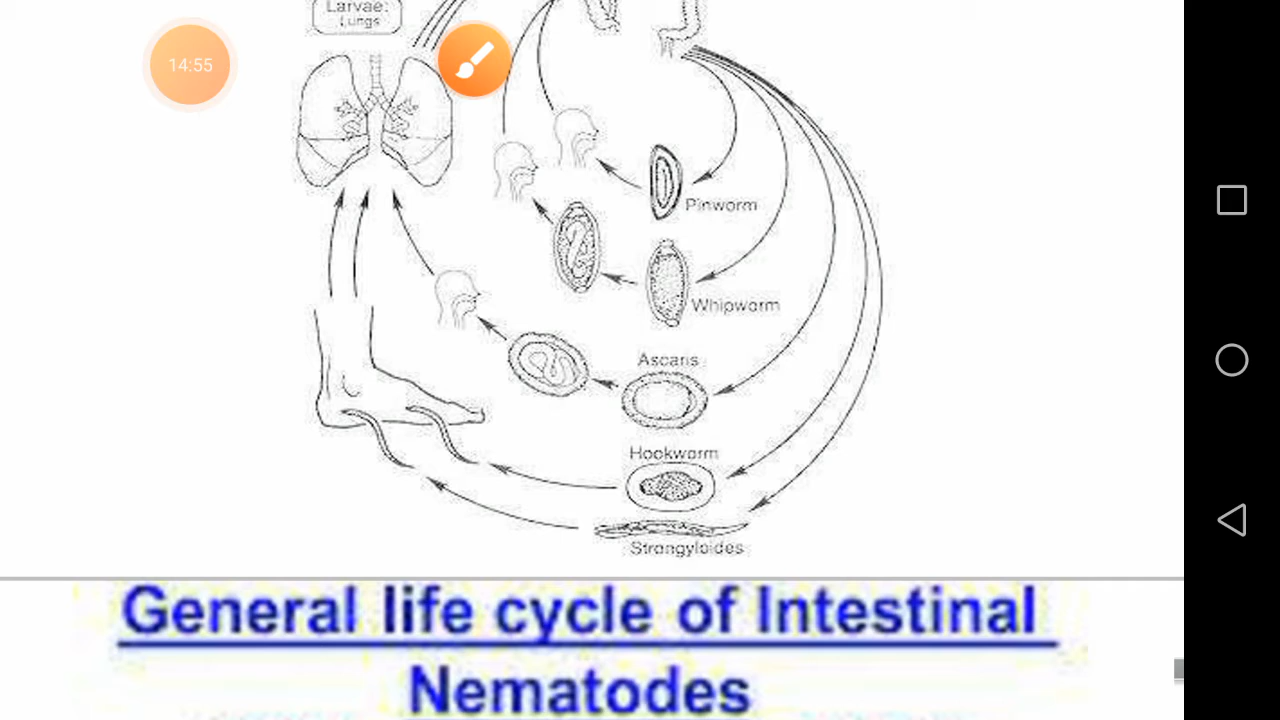 Larvae:
Lungs
14:55
Pinworm
Whipworm
Ascaris
Hookworm
Strongyloides
General life cycle of Intestinal
Nematodes